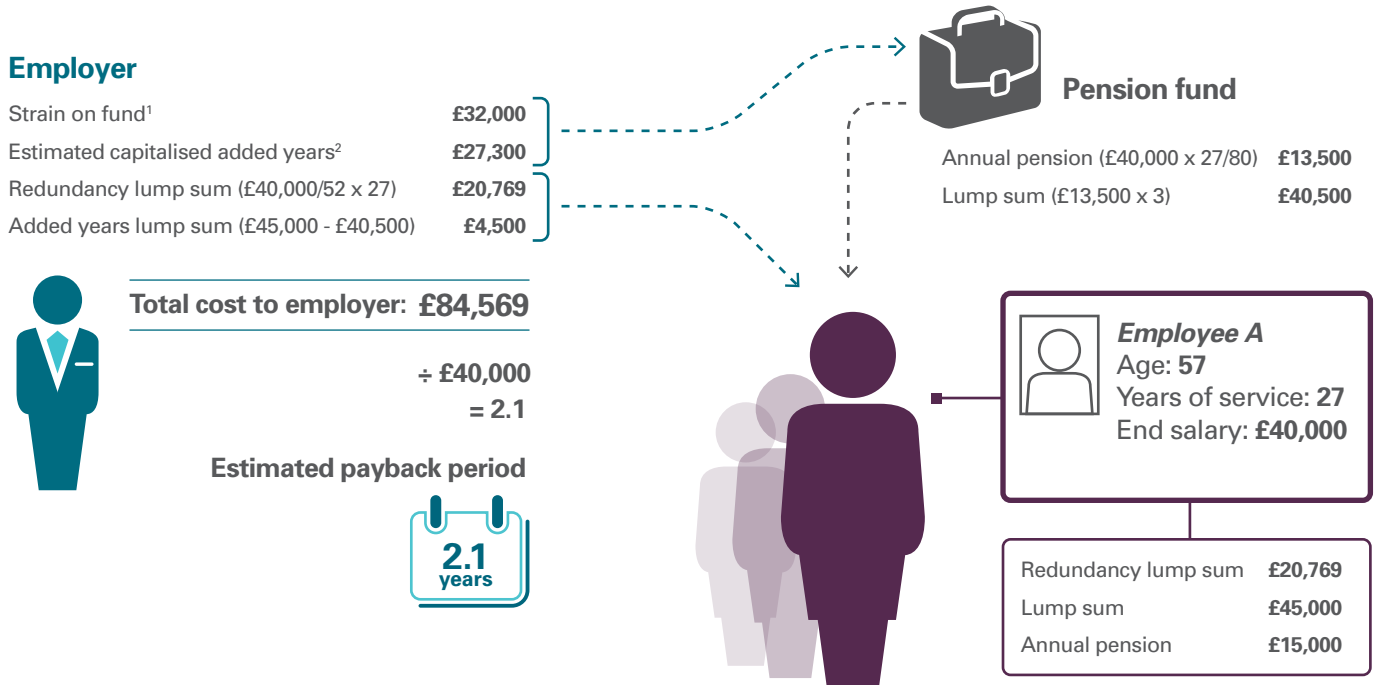 Employer
Strain on fund1 £32,000
Estimated capitalised added years2 £27,300
Redundancy lump sum (£40,000/52 x 27) £20,769
Added years lump sum (£45,000 - £40,500) £4,500
Total cost to employer: £84,569
÷ £40,000
= 2.1
Estimated payback period
2.1
years
Pension fund
Annual pension (£40,000 x 27/80) £13,500
Lump sum (£13,500 x 3) £40,500
Employee A
Age: 57
Years of service: 27
End salary: £40,000
Redundancy lump sum £20,769
Lump sum £45,000
Annual pension £15,000